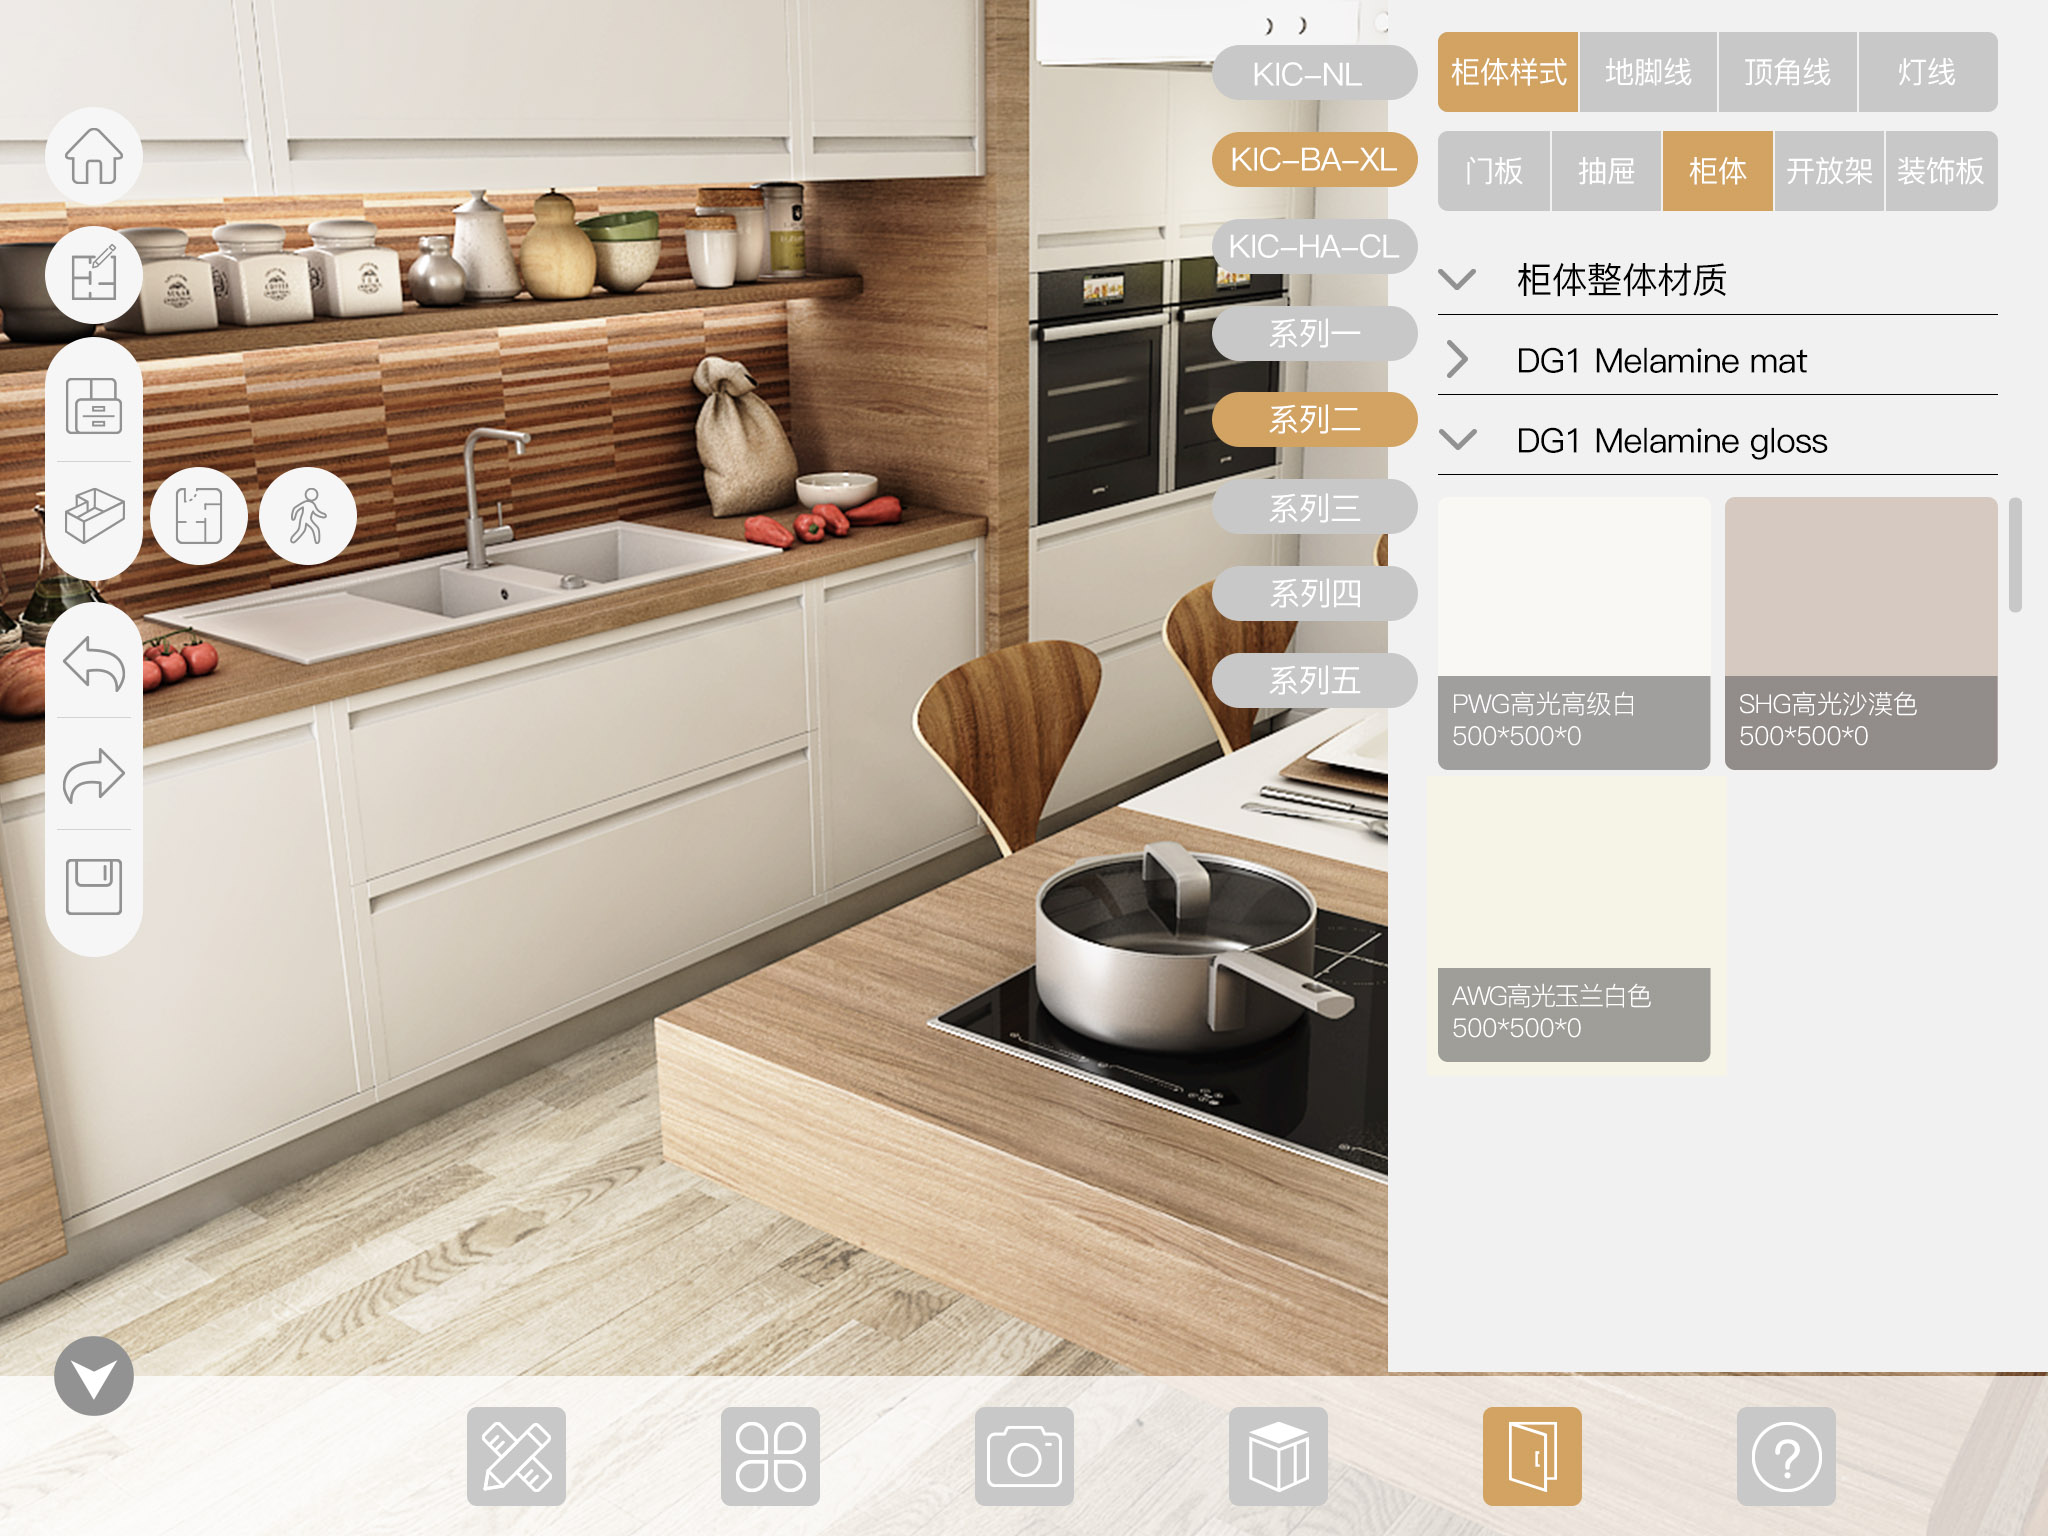 KIC-NL
KIC-BA-XL
KIC-HA-CL
系列一
系列二
系列三
系列四
系列五
柜体样式 地脚线 顶角线 灯线
门板 抽屉 柜体 开放架 装饰板
柜体整体材质
DG1 Melamine mat
DG1 Melamine gloss
PWG高光高级白
500*500*0
SHG高光沙漠色
500*500*0
AWG高光玉兰白色
500*500*0